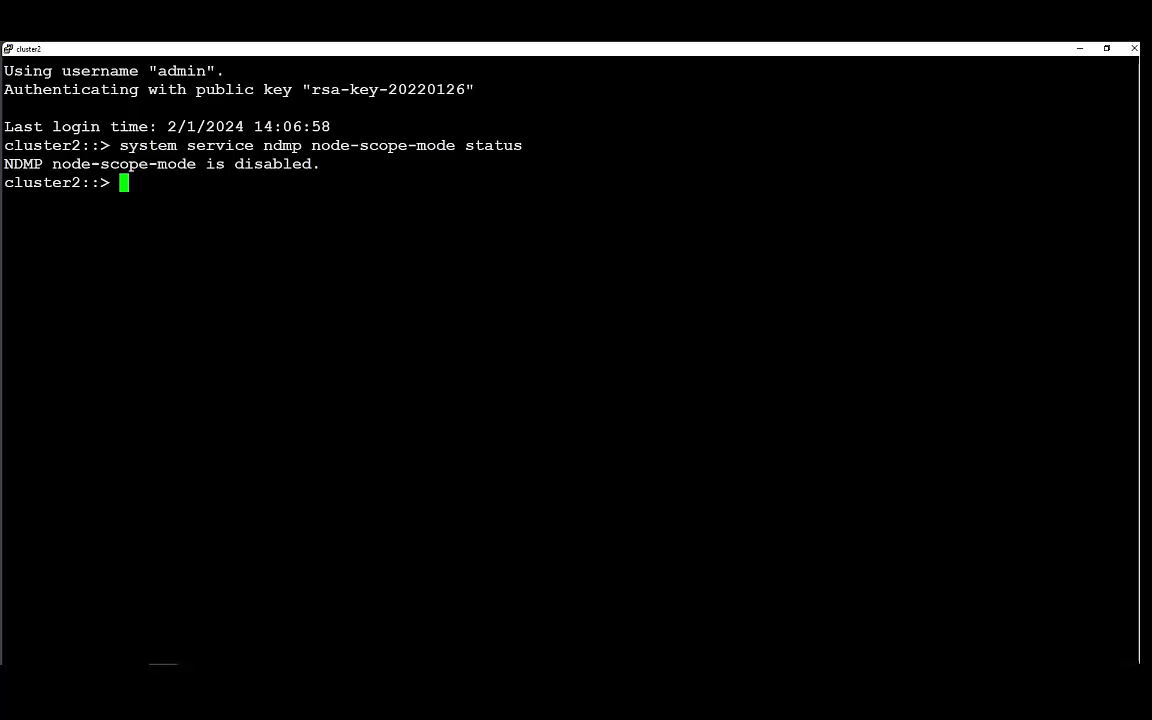 cluster2
Using username "admin".
Authenticating with public key "rsa-key-20220126"
Last login time: 2/1/2024 14:06:58
cluster2::> system service ndmp node-scope-mode status
NDMP node-scope-mode is disabled.
cluster2::>